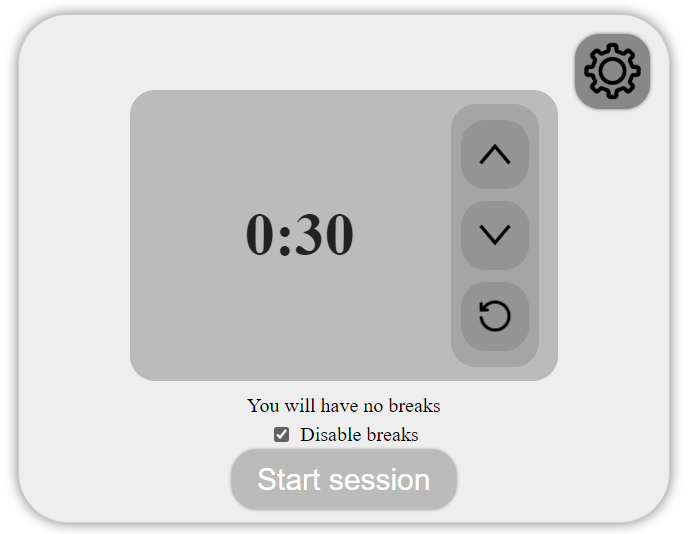 0:30
You will have no breaks
Disable breaks
Start session